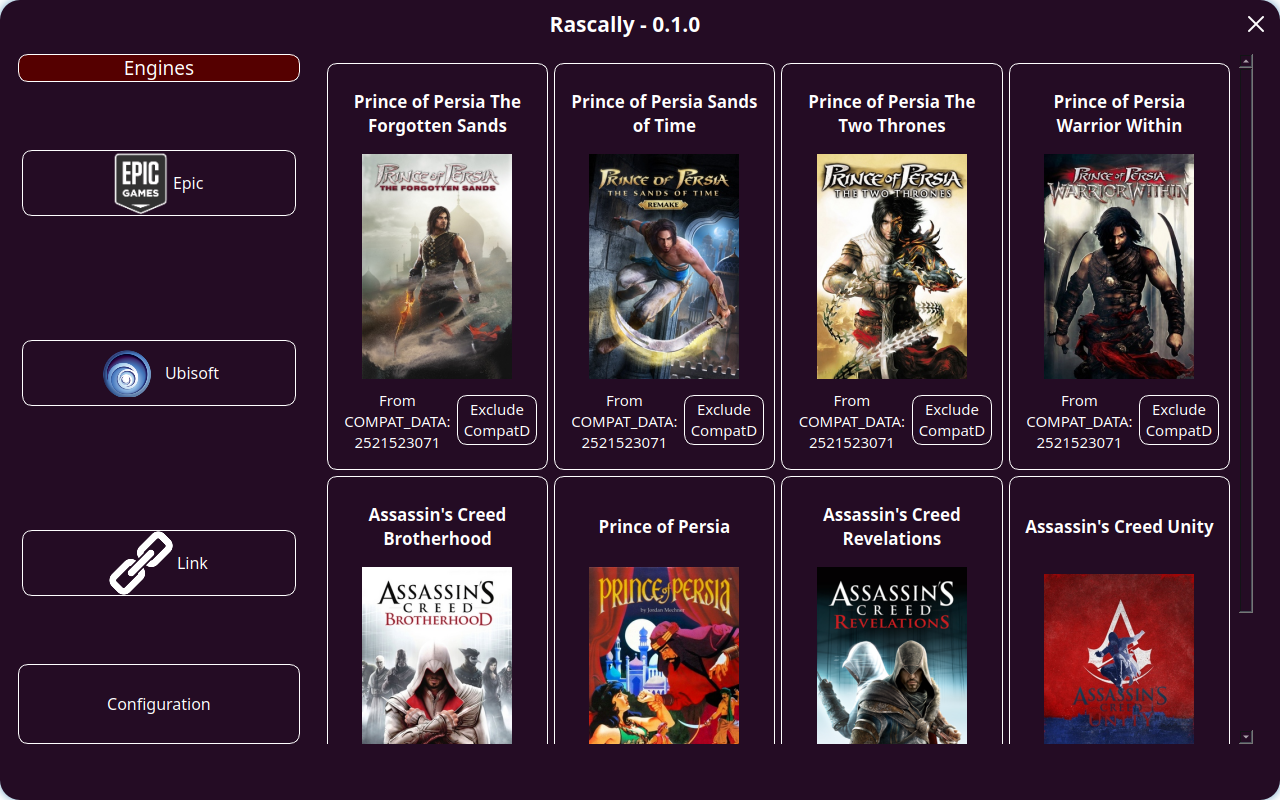 Rascally - 0.1.0
Engines
EPIC
GAMES
Epic
Ubisoft
Link
Configuration
Prince of Persia The
Forgotten Sands
PRINCE OF PERSIA
THE FORGOTTEN SANDS
From
COMPAT_DATA:
2521523071
Exclude
CompatD
Prince of Persia Sands
of Time
PRINCE OF PERSIA
THE SANDS OF TIME
REMAKE
From
COMPAT_DATA:
2521523071
Exclude
CompatD
Prince of Persia The
Two Thrones
PRINCE OF PERSIA
THE TWO THRONES
From
COMPAT_DATA:
2521523071
Exclude
CompatD
Prince of Persia
Warrior Within
PRINCE OF PERSIA
WARRIOR WITHIN
From
COMPAT_DATA:
2521523071
Exclude
CompatD
Assassin's Creed
Brotherhood
ASSASSIN'S
CREED
BROTHERHOOD
Prince of Persia
PRINCE OF PERSIA
by Jordan Mechner
Assassin's Creed
Revelations
ASSASSIN'S
CREED
REVELATIONS
Assassin's Creed Unity
ASSASSIN'S
CREED